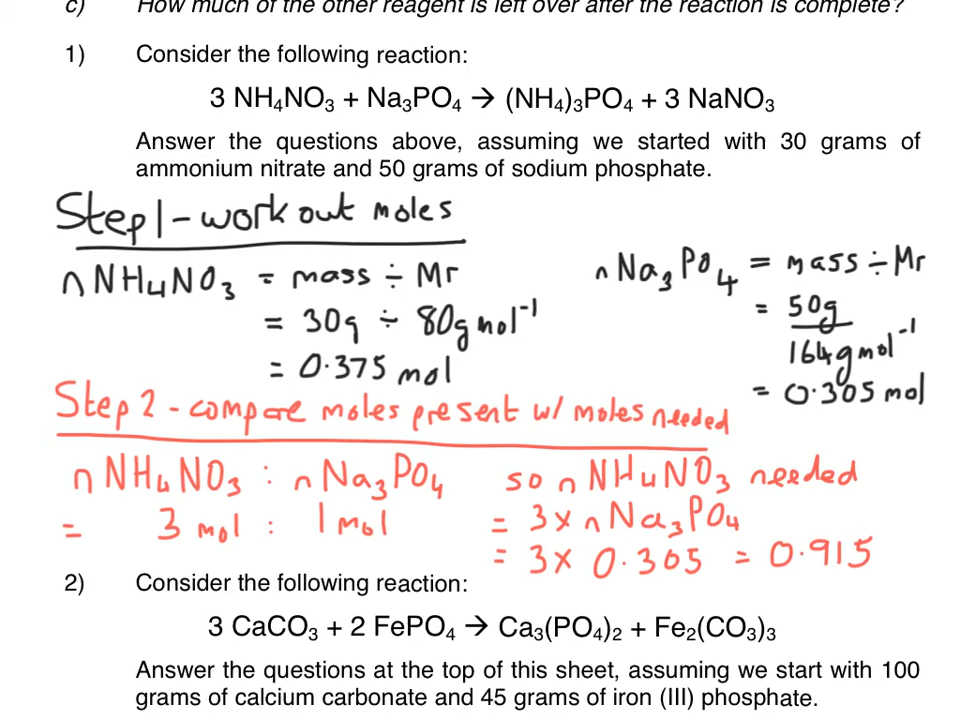 c) How much of the other reagent is left over after the reaction is complete?
1) Consider the following reaction:
3 NH₄NO₃ + Na₃PO₄ → (NH₄)₃PO₄ + 3 NaNO₃
Answer the questions above, assuming we started with 30 grams of
ammonium nitrate and 50 grams of sodium phosphate.
Step 1 - work out moles
n NH₄NO₃ = mass ÷ Mr
= 30g ÷ 80g mol⁻¹
= 0.375 mol
n Na₃PO₄ = mass ÷ Mr
= 50g
164g mol⁻¹
= 0.305 mol
Step 2 - compare moles present w/ moles needed
n NH₄NO₃ : n Na₃PO₄
= 3 mol : 1 mol
so n NH₄NO₃ needed
= 3 x n Na₃PO₄
= 3 x 0.305 = 0.915
2) Consider the following reaction:
3 CaCO₃ + 2 FePO₄ → Ca₃(PO₄)₂ + Fe₂(CO₃)₃
Answer the questions at the top of this sheet, assuming we start with 100
grams of calcium carbonate and 45 grams of iron (III) phosphate.